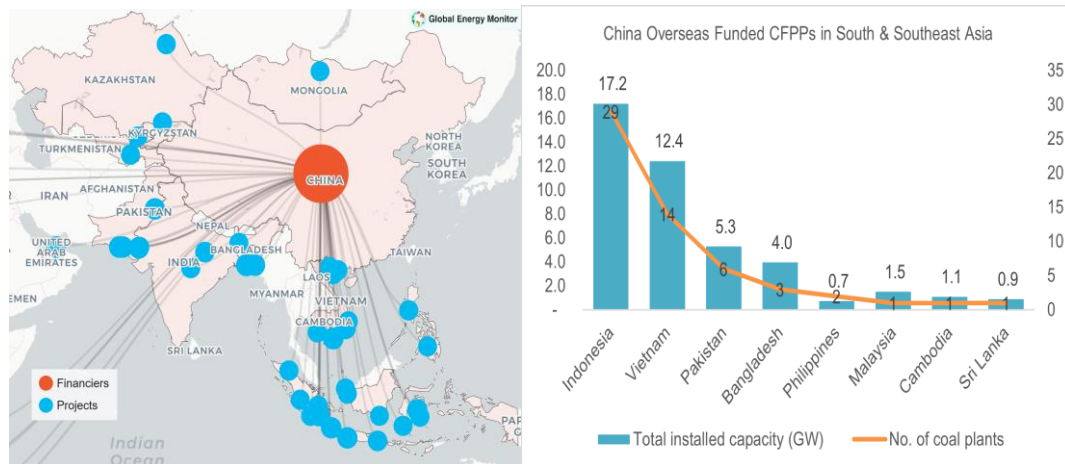 Global Energy Monitor
KAZAKHSTAN
MONGOLIA
KYRGYZSTAN
TURKMENISTAN
NORTH
KOREA
SOUTH
KOREA
CHINA
AFGHANISTAN
IRAN
PAKISTAN
NEPAL
UNITED
ARAB
EMIRATES
INDIA
BANGLADESH
TAIWAN
LAOS
MYANMAR
VIETNAM
CAMBODIA
SRI LANKA
Financiers
Projects
Indian
Ocean
China Overseas Funded CFPPs in South & Southeast Asia
20.0
18.0
16.0
14.0
12.0
10.0
8.0
6.0
4.0
2.0
-
17.2
12.4
5.3
4.0
0.7
1.5
1.1
0.9
29
14
6
3
2
1
1
1
35
30
25
20
15
10
5
0
Indonesia
Vietnam
Pakistan
Bangladesh
Philippines
Malaysia
Cambodia
Sri Lanka
Total installed capacity (GW)
No. of coal plants